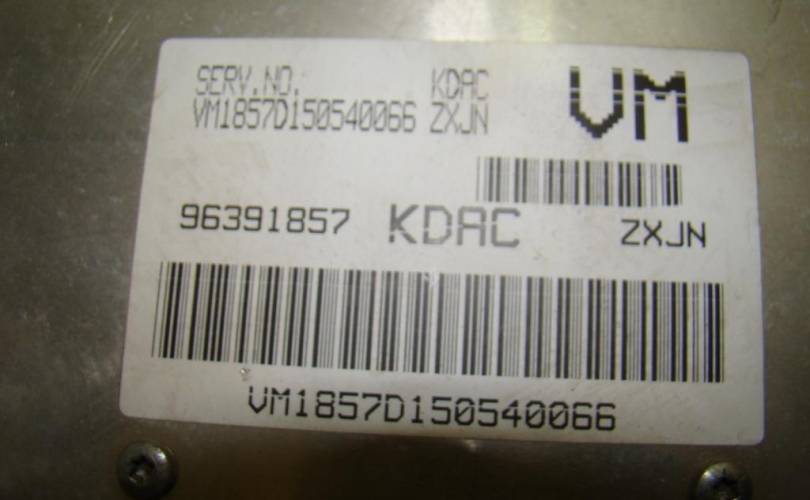 SERV.NO. KDAC
VM1857D150540066 ZXJN
VM
96391857 KDAC ZXJN
VM1857D150540066